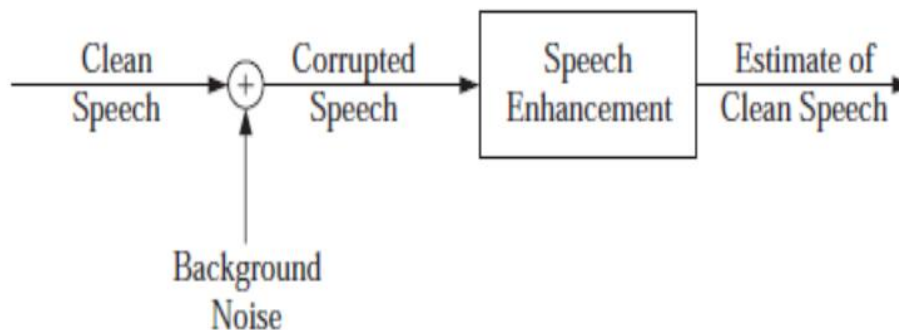 Clean
Speech
+
Corrupted
Speech
Speech
Enhancement
Estimate of
Clean Speech
Background
Noise